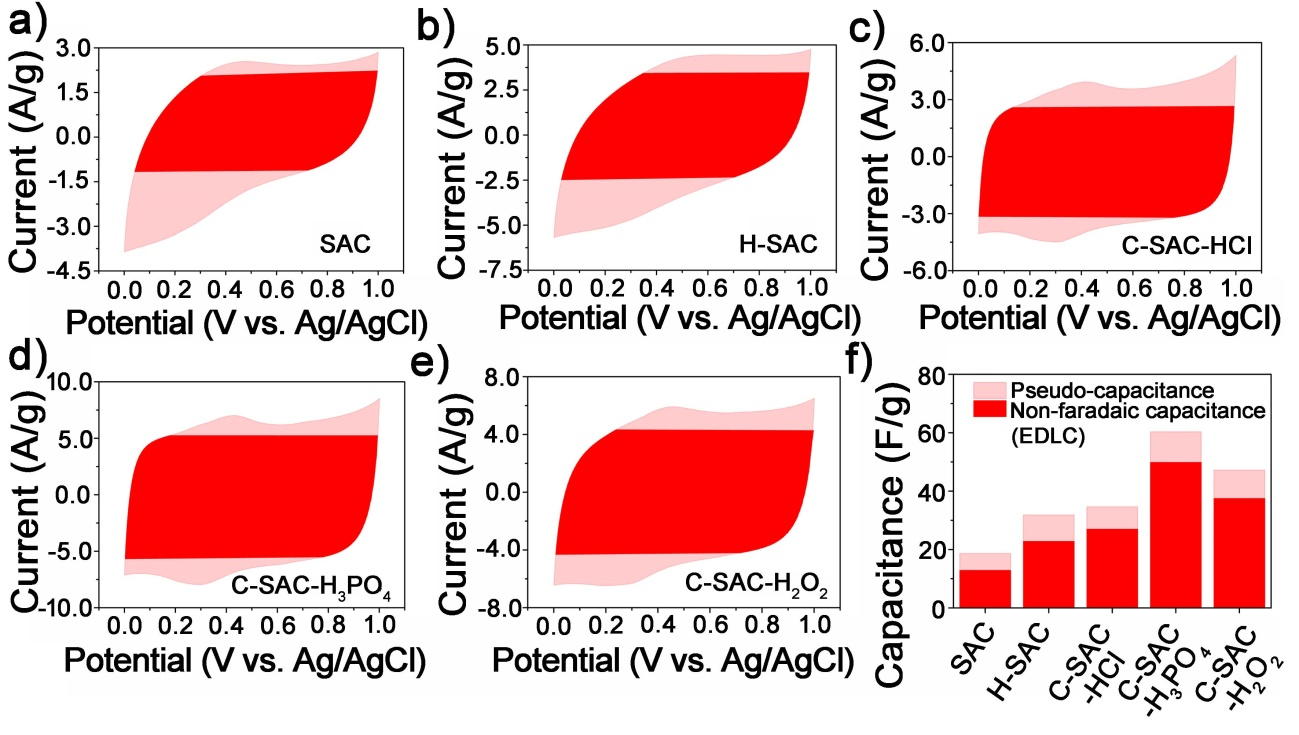 a)
3.0
1.5
0.0
-1.5
-3.0
-4.5
Current (A/g)
SAC
0.0 0.2 0.4 0.6 0.8 1.0
Potential (V vs. Ag/AgCl)
b)
5.0
2.5
0.0
-2.5
-5.0
-7.5
Current (A/g)
H-SAC
0.0 0.2 0.4 0.6 0.8 1.0
Potential (V vs. Ag/AgCl)
c)
6.0
3.0
0.0
-3.0
-6.0
Current (A/g)
C-SAC-HCl
0.0 0.2 0.4 0.6 0.8 1.0
Potential (V vs. Ag/AgCl)
d)
10.0
5.0
0.0
-5.0
-10.0
Current (A/g)
C-SAC-H₃PO₄
0.0 0.2 0.4 0.6 0.8 1.0
Potential (V vs. Ag/AgCl)
e)
8.0
4.0
0.0
-4.0
-8.0
Current (A/g)
C-SAC-H₂O₂
0.0 0.2 0.4 0.6 0.8 1.0
Potential (V vs. Ag/AgCl)
f)
80
60
40
20
0
Capacitance (F/g)
Pseudo-capacitance
Non-faradaic capacitance
(EDLC)
SAC
H-SAC
C-SAC
-HCl
C-SAC
-H₃PO₄
C-SAC
-H₂O₂